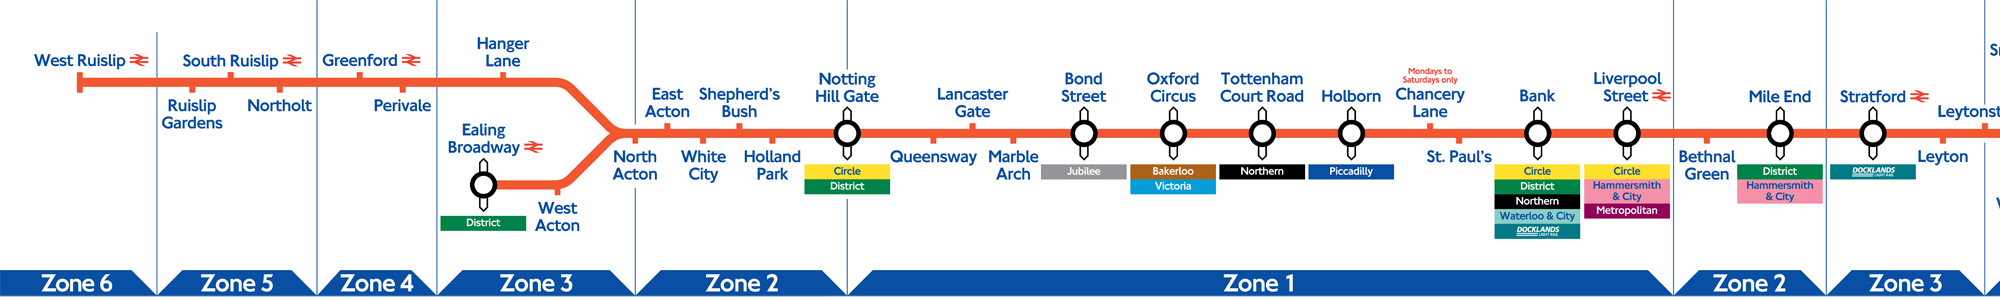 West Ruislip
Ruislip
Gardens
South Ruislip
Northolt
Greenford
Perivale
Hanger
Lane
Ealing
Broadway
District
West
Acton
North
Acton
East
Acton
White
City
Shepherd's
Bush
Holland
Park
Notting
Hill Gate
Circle
District
Queensway
Lancaster
Gate
Marble
Arch
Bond
Street
Jubilee
Oxford
Circus
Bakerloo
Victoria
Tottenham
Court Road
Northern
Holborn
Piccadilly
Mondays to
Saturdays only
Chancery
Lane
St. Paul's
Bank
Circle
District
Northern
Waterloo & City
DOCKLANDS
LIGHT RAIL
Liverpool
Street
Circle
Hammersmith
& City
Metropolitan
Bethnal
Green
Mile End
District
Hammersmith
& City
Stratford
DOCKLANDS
LIGHT RAIL
Leyton
Leytonst
Zone 6
Zone 5
Zone 4
Zone 3
Zone 2
Zone 1
Zone 2
Zone 3